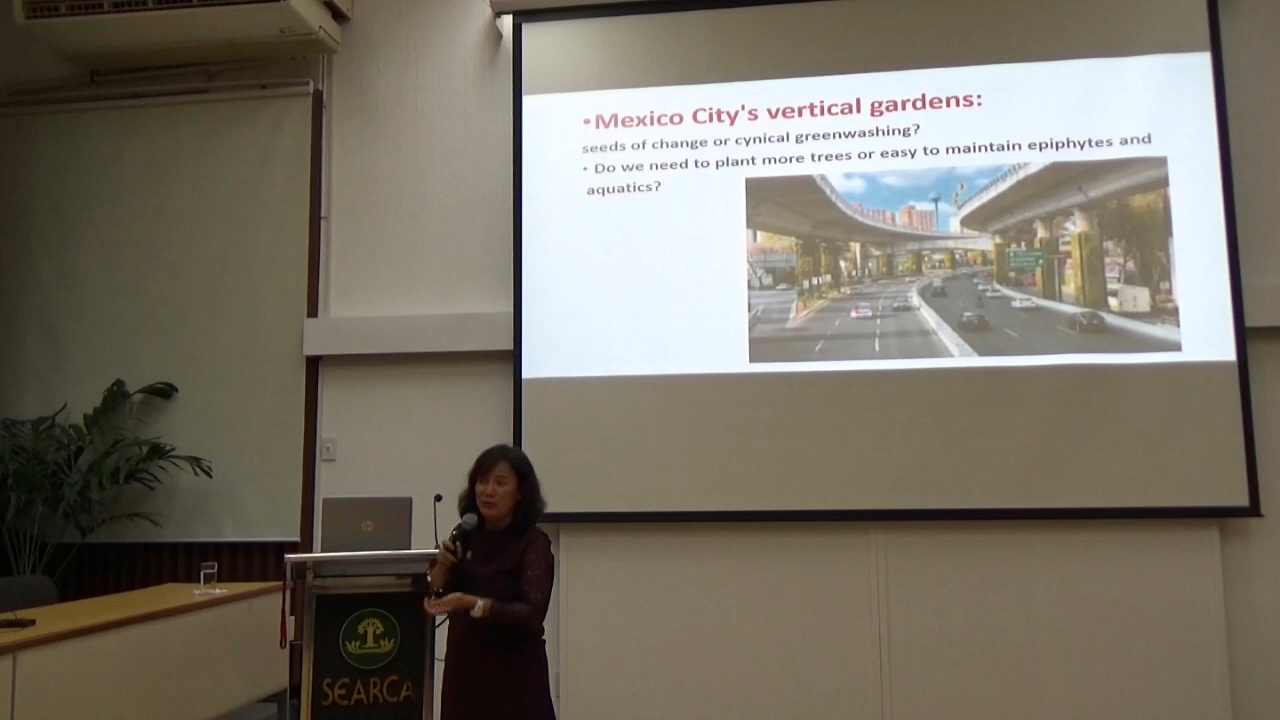 •Mexico City's vertical gardens:
seeds of change or cynical greenwashing?
• Do we need to plant more trees or easy to maintain epiphytes and
aquatics?
hp
SEARCA